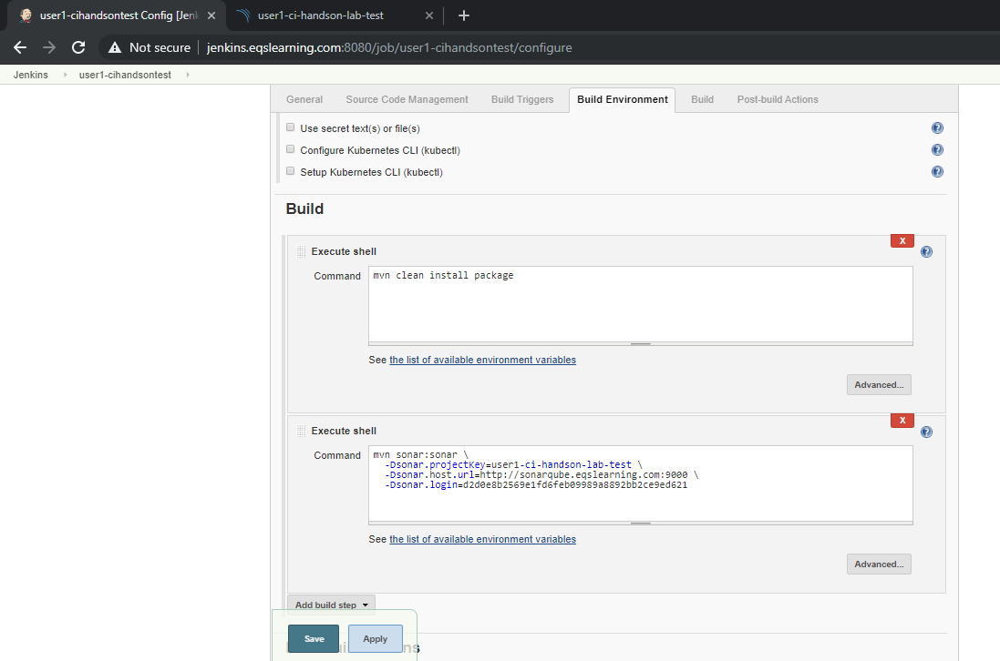 user1-cihandsontest Config [Jenk
user1-ci-handson-lab-test
Not secure
jenkins.eqslearning.com:8080/job/user1-cihandsontest/configure
Jenkins
user1-cihandsontest
General
Source Code Management
Build Triggers
Build Environment
Build
Post-build Actions
Use secret text(s) or file(s)
Configure Kubernetes CLI (kubectl)
Setup Kubernetes CLI (kubectl)
Build
X
Execute shell
Command
mvn clean install package
See the list of available environment variables
Advanced...
X
Execute shell
Command
mvn sonar:sonar \
-Dsonar.projectKey=user1-ci-handson-lab-test \
-Dsonar.host.url=http://sonarqube.eqslearning.com:9000 \
-Dsonar.login=d2d0e8b2569e1fd6feb09989a8892bb2ce9ed621
See the list of available environment variables
Advanced...
Add build step
Save
Apply